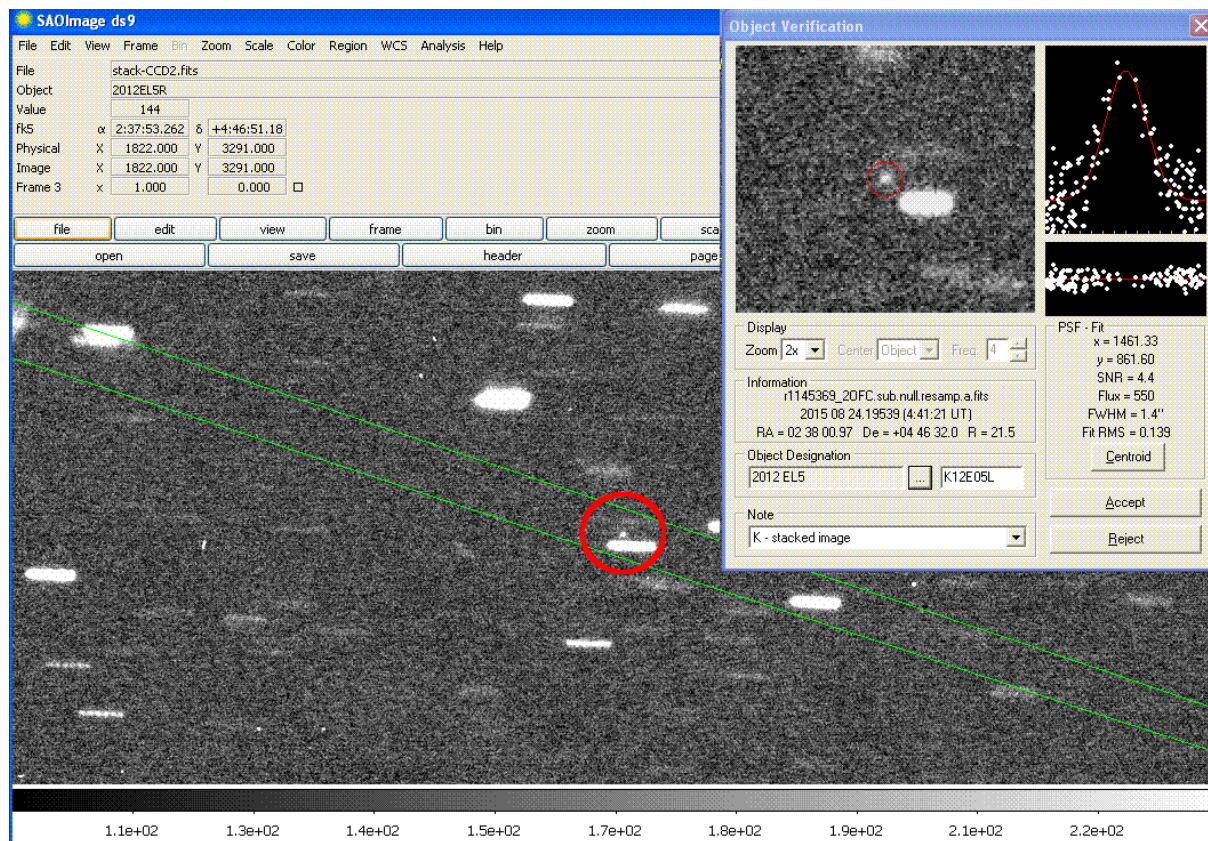 SAOImage ds9
File Edit View Frame Bin Zoom Scale Color Region WCS Analysis Help
File stack-CCD2.fits
Object 2012EL5R
Value 144
fk5 α 2:37:53.262 δ +4:46:51.18
Physical X 1822.000 Y 3291.000
Image X 1822.000 Y 3291.000
Frame 3 x 1.000 0.000
file edit view frame bin zoom sca
open save header page
1.1e+02 1.3e+02 1.4e+02 1.5e+02 1.7e+02 1.8e+02 1.9e+02 2.1e+02 2.2e+02
Object Verification
Display
Zoom 2x Center Object Freq. 4
Information
r1145369_2OFC.sub.null.resamp.a.fits
2015 08 24.19539 (4:41:21 UT)
RA = 02 38 00.97 De = +04 46 32.0 R = 21.5
Object Designation
2012 EL5 ... K12E05L
Note
K - stacked image
PSF - Fit
x = 1461.33
y = 861.60
SNR = 4.4
Flux = 550
FWHM = 1.4''
Fit RMS = 0.139
Centroid
Accept
Reject